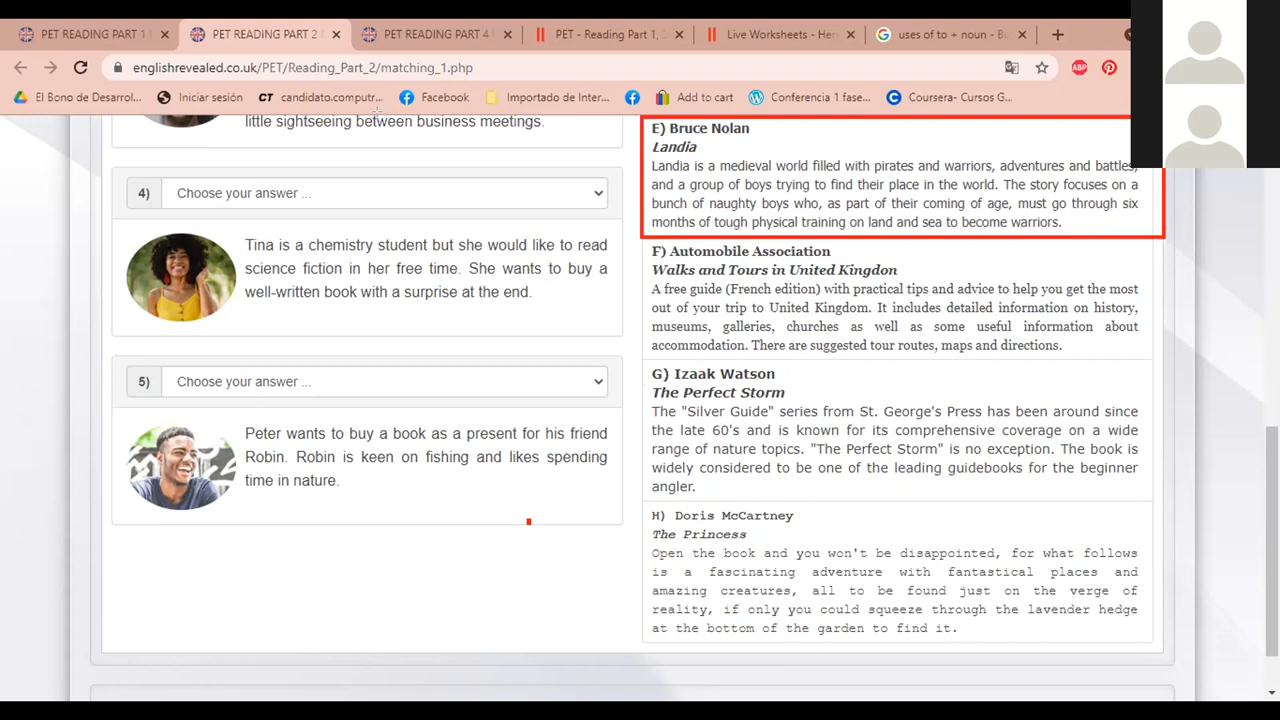 PET READING PART 1
PET READING PART 2
PET READING PART 4
PET - Reading Part 1,
Live Worksheets - Her
uses of to + noun - Bu
englishrevealed.co.uk/PET/Reading_Part_2/matching_1.php
El Bono de Desarrol...
Iniciar sesión
CT candidato.computr...
Facebook
Importado de Inter...
Add to cart
Conferencia 1 fase...
Coursera- Cursos G...
ABP
little sightseeing between business meetings.
4) Choose your answer ...
Tina is a chemistry student but she would like to read
science fiction in her free time. She wants to buy a
well-written book with a surprise at the end.
5) Choose your answer ...
Peter wants to buy a book as a present for his friend
Robin. Robin is keen on fishing and likes spending
time in nature.
E) Bruce Nolan
Landia
Landia is a medieval world filled with pirates and warriors, adventures and battles,
and a group of boys trying to find their place in the world. The story focuses on a
bunch of naughty boys who, as part of their coming of age, must go through six
months of tough physical training on land and sea to become warriors.
F) Automobile Association
Walks and Tours in United Kingdon
A free guide (French edition) with practical tips and advice to help you get the most
out of your trip to United Kingdom. It includes detailed information on history,
museums, galleries, churches as well as some useful information about
accommodation. There are suggested tour routes, maps and directions.
G) Izaak Watson
The Perfect Storm
The "Silver Guide" series from St. George's Press has been around since
the late 60's and is known for its comprehensive coverage on a wide
range of nature topics. "The Perfect Storm" is no exception. The book is
widely considered to be one of the leading guidebooks for the beginner
angler.
H) Doris McCartney
The Princess
Open the book and you won't be disappointed, for what follows
is a fascinating adventure with fantastical places and
amazing creatures, all to be found just on the verge of
reality, if only you could squeeze through the lavender hedge
at the bottom of the garden to find it.